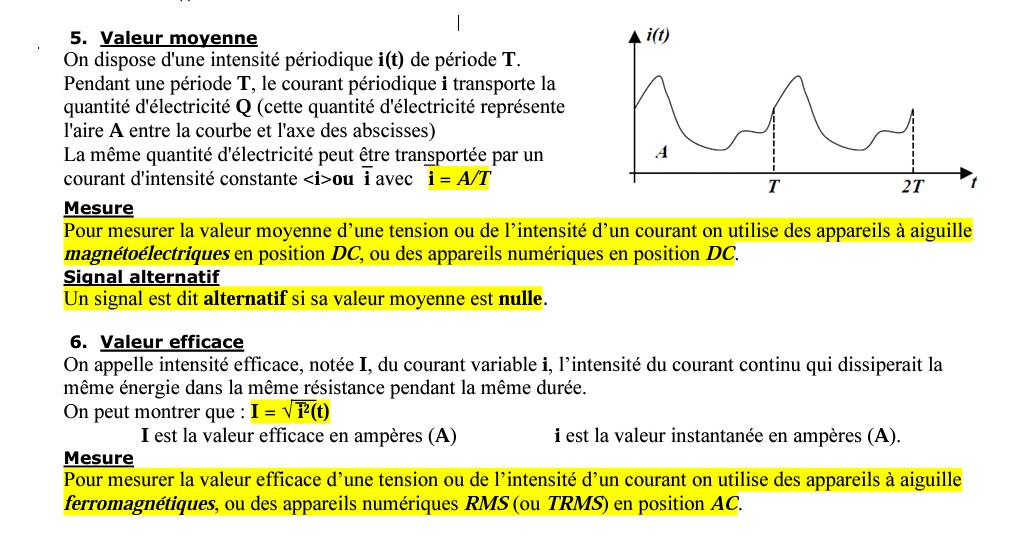 5. Valeur moyenne
On dispose d'une intensité périodique i(t) de période T.
Pendant une période T, le courant périodique i transporte la
quantité d'électricité Q (cette quantité d'électricité représente
l'aire A entre la courbe et l'axe des abscisses)
La même quantité d'électricité peut être transportée par un
courant d'intensité constante <i>ou i̅ avec i̅ = A/T
i(t)
A
T
2T
t
Mesure
Pour mesurer la valeur moyenne d’une tension ou de l’intensité d’un courant on utilise des appareils à aiguille
magnétoélectriques en position DC, ou des appareils numériques en position DC.
Signal alternatif
Un signal est dit alternatif si sa valeur moyenne est nulle.
6. Valeur efficace
On appelle intensité efficace, notée I, du courant variable i, l’intensité du courant continu qui dissiperait la
même énergie dans la même résistance pendant la même durée.
On peut montrer que : I = √i̅²(t)
I est la valeur efficace en ampères (A) i est la valeur instantanée en ampères (A).
Mesure
Pour mesurer la valeur efficace d’une tension ou de l’intensité d’un courant on utilise des appareils à aiguille
ferromagnétiques, ou des appareils numériques RMS (ou TRMS) en position AC.